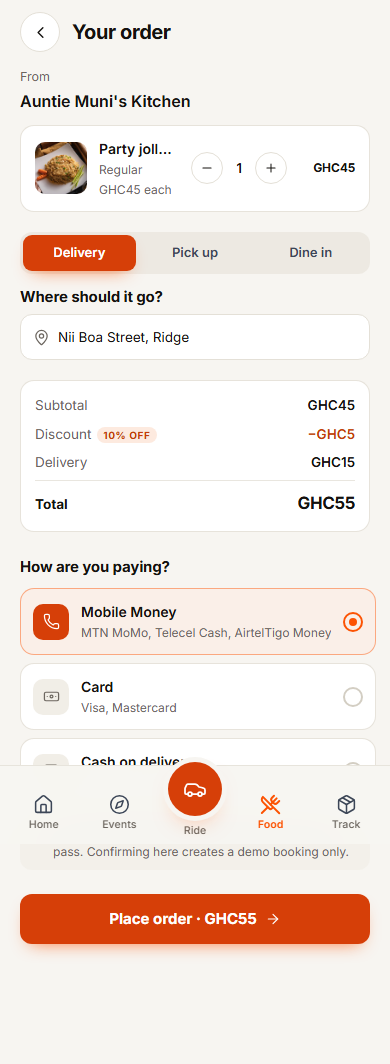 Your order
From
Auntie Muni's Kitchen
Party joll...
Regular
GHC45 each
1
GHC45
Delivery
Pick up
Dine in
Where should it go?
Nii Boa Street, Ridge
Subtotal
GHC45
Discount 10% OFF
−GHC5
Delivery
GHC15
Total
GHC55
How are you paying?
Mobile Money
MTN MoMo, Telecel Cash, AirtelTigo Money
Card
Visa, Mastercard
Cash on
Home
Events
Ride
Food
Track
pass. Confirming here creates a demo booking only.
Place order · GHC55 →